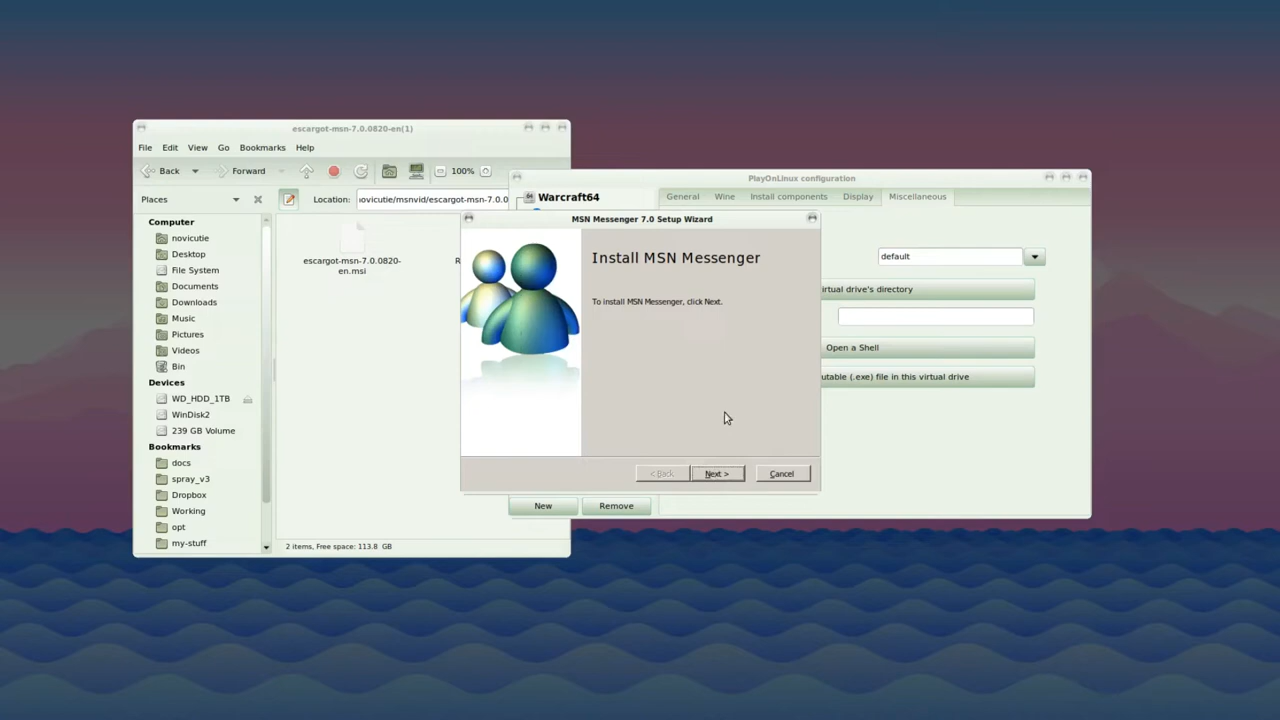 escargot-msn-7.0.0820-en(1)
File Edit View Go Bookmarks Help
Back Forward 100%
Places Location: ovicutie/msnvid/escargot-msn-7.0.0
Computer
novicutie
Desktop
File System
Documents
Downloads
Music
Pictures
Videos
Bin
Devices
WD_HDD_1TB
WinDisk2
239 GB Volume
Bookmarks
docs
spray_v3
Dropbox
Working
opt
my-stuff
escargot-msn-7.0.0820-
en.msi
R
2 items, Free space: 113.8 GB
PlayOnLinux configuration
Warcraft64
General Wine Install components Display Miscellaneous
default
irtual drive's directory
Open a Shell
utable (.exe) file in this virtual drive
New Remove
MSN Messenger 7.0 Setup Wizard
Install MSN Messenger
To install MSN Messenger, click Next.
< Back Next > Cancel